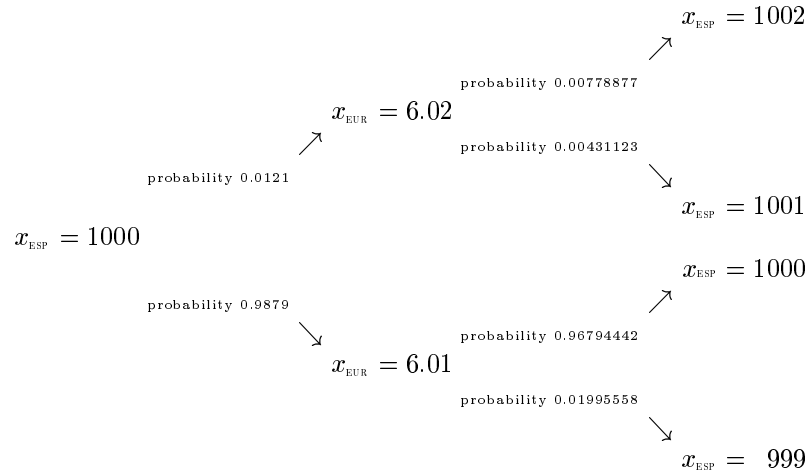 x_ESP = 1002
probability 0.00778877
x_EUR = 6.02
probability 0.00431123
probability 0.0121
x_ESP = 1001
x_ESP = 1000
x_ESP = 1000
probability 0.9879
probability 0.96794442
x_EUR = 6.01
probability 0.01995558
x_ESP = 999